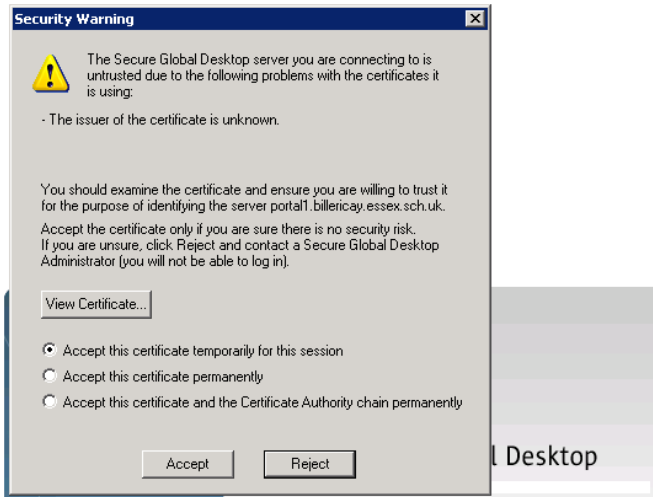 Security Warning
The Secure Global Desktop server you are connecting to is
untrusted due to the following problems with the certificates it
is using:
- The issuer of the certificate is unknown.
You should examine the certificate and ensure you are willing to trust it
for the purpose of identifying the server portal1.billericay.essex.sch.uk.
Accept the certificate only if you are sure there is no security risk.
If you are unsure, click Reject and contact a Secure Global Desktop
Administrator (you will not be able to log in).
View Certificate...
Accept this certificate temporarily for this session
Accept this certificate permanently
Accept this certificate and the Certificate Authority chain permanently
Accept
Reject
l Desktop